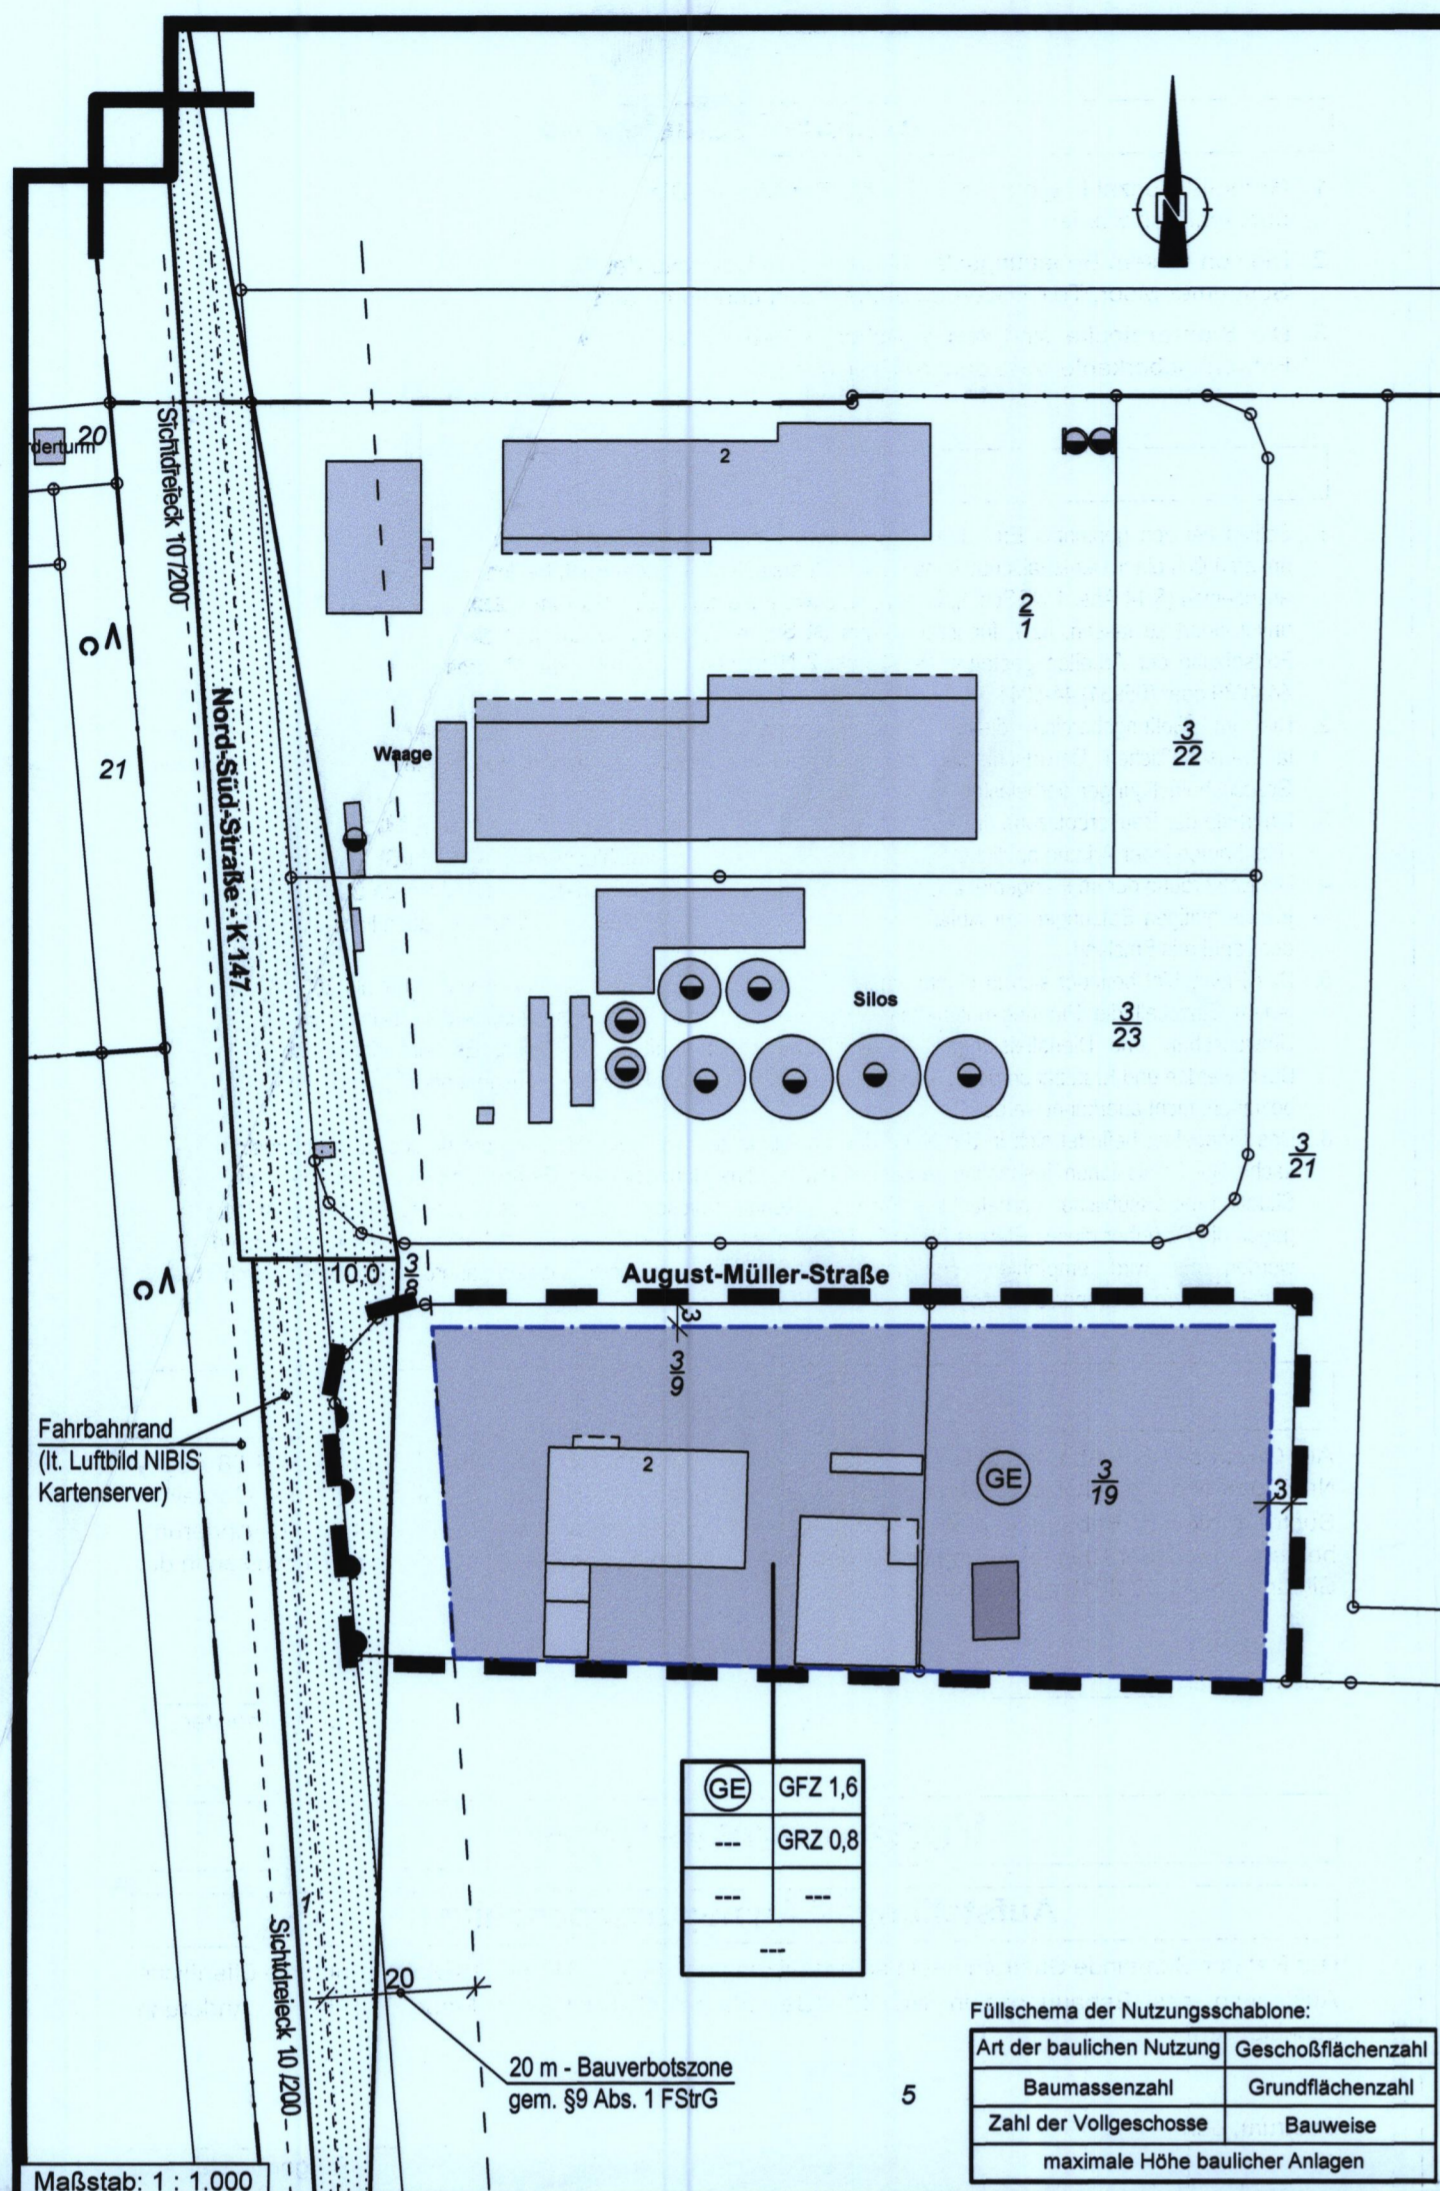 N
20
rderturm
Sichtdreieck 10 /200
2
2
1
21
Nord-Süd-Straße - K 147
Waage
3
22
Silos
3
23
3
21
10,0
3
8
August-Müller-Straße
3
3
9
Fahrbahnrand
(lt. Luftbild NIBIS
Kartenserver)
2
GE
3
19
3
GE GFZ 1,6
--- GRZ 0,8
--- ---
---
1
Sichtdreieck 10 /200
20
20 m - Bauverbotszone
gem. §9 Abs. 1 FStrG
5
Füllschema der Nutzungsschablone:
Art der baulichen Nutzung Geschoßflächenzahl
Baumassenzahl Grundflächenzahl
Zahl der Vollgeschosse Bauweise
maximale Höhe baulicher Anlagen
Maßstab: 1 : 1.000